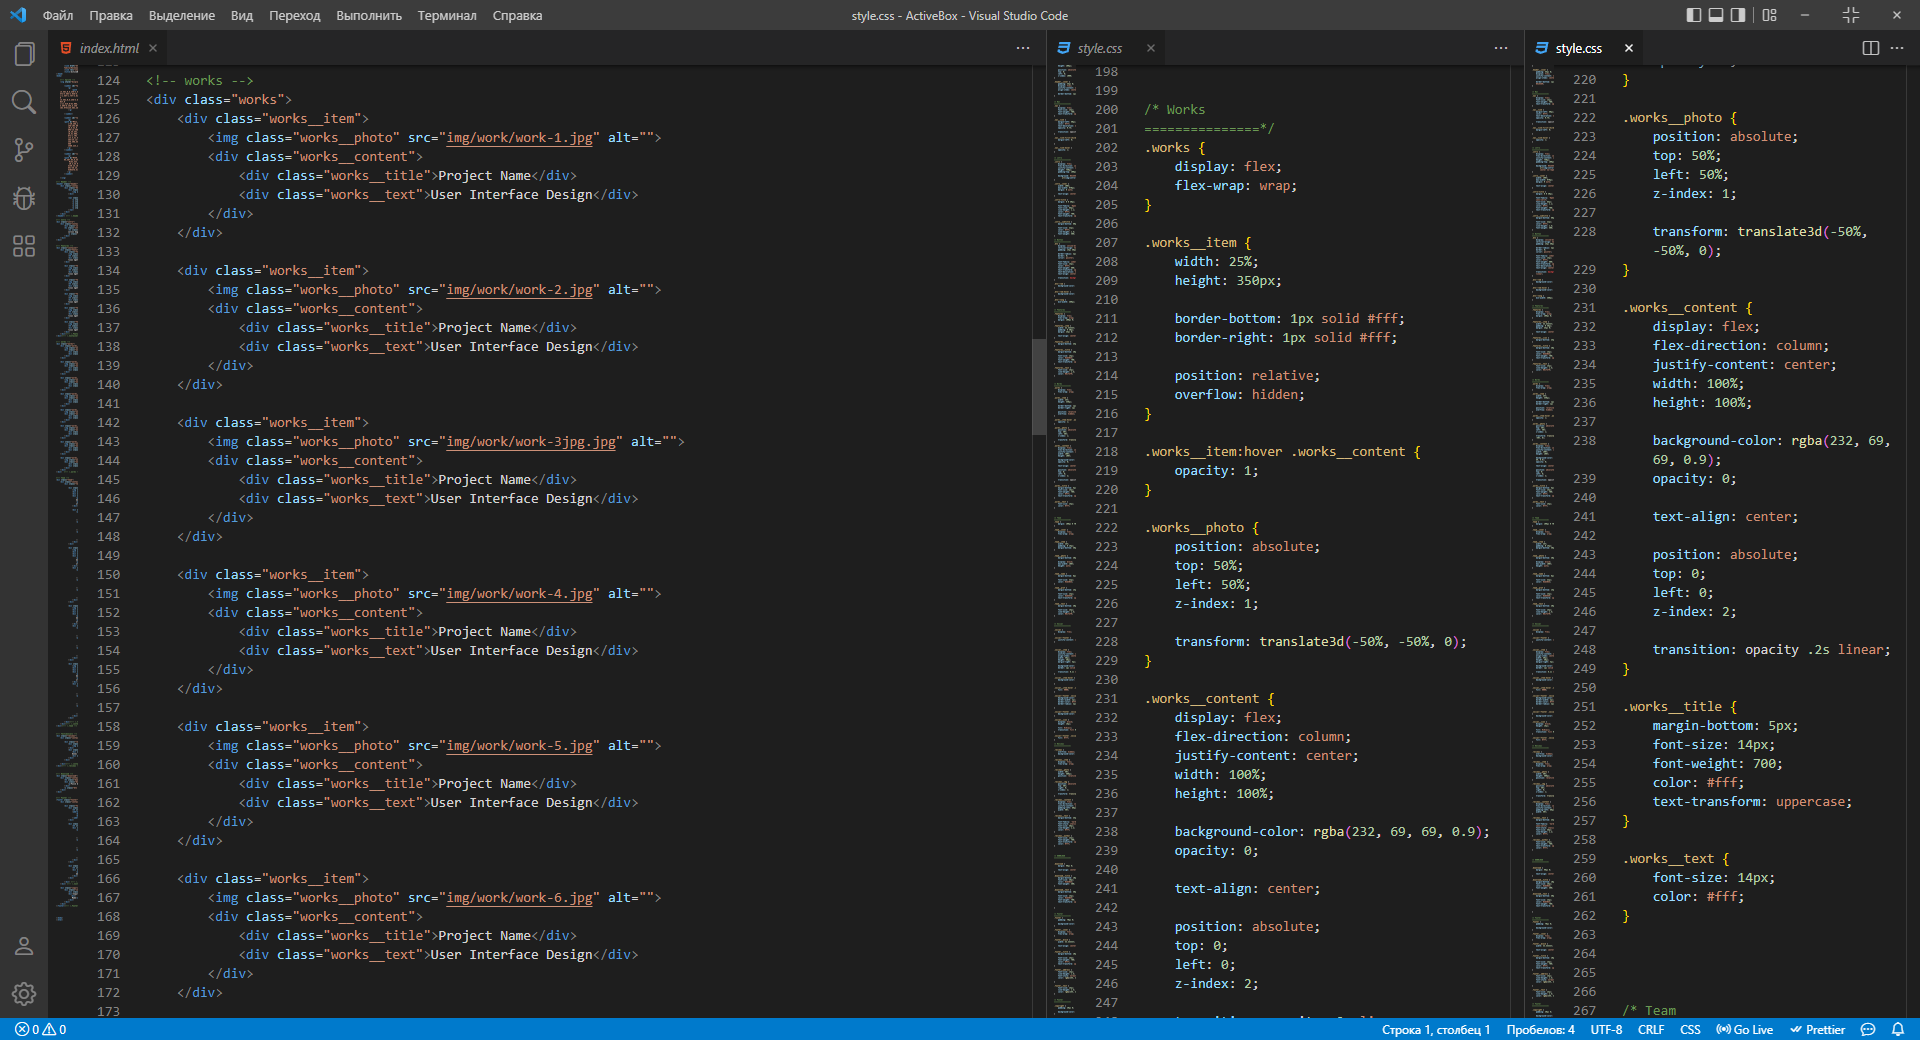 Файл Правка Выделение Вид Переход Выполнить Терминал Справка
style.css - ActiveBox - Visual Studio Code
index.html
124 <!-- works -->
125 <div class="works">
126 <div class="works__item">
127 <img class="works__photo" src="img/work/work-1.jpg" alt="">
128 <div class="works__content">
129 <div class="works__title">Project Name</div>
130 <div class="works__text">User Interface Design</div>
131 </div>
132 </div>
133
134 <div class="works__item">
135 <img class="works__photo" src="img/work/work-2.jpg" alt="">
136 <div class="works__content">
137 <div class="works__title">Project Name</div>
138 <div class="works__text">User Interface Design</div>
139 </div>
140 </div>
141
142 <div class="works__item">
143 <img class="works__photo" src="img/work/work-3jpg.jpg" alt="">
144 <div class="works__content">
145 <div class="works__title">Project Name</div>
146 <div class="works__text">User Interface Design</div>
147 </div>
148 </div>
149
150 <div class="works__item">
151 <img class="works__photo" src="img/work/work-4.jpg" alt="">
152 <div class="works__content">
153 <div class="works__title">Project Name</div>
154 <div class="works__text">User Interface Design</div>
155 </div>
156 </div>
157
158 <div class="works__item">
159 <img class="works__photo" src="img/work/work-5.jpg" alt="">
160 <div class="works__content">
161 <div class="works__title">Project Name</div>
162 <div class="works__text">User Interface Design</div>
163 </div>
164 </div>
165
166 <div class="works__item">
167 <img class="works__photo" src="img/work/work-6.jpg" alt="">
168 <div class="works__content">
169 <div class="works__title">Project Name</div>
170 <div class="works__text">User Interface Design</div>
171 </div>
172 </div>
173
style.css
198
199
200 /* Works
201 ===============*/
202 .works {
203 display: flex;
204 flex-wrap: wrap;
205 }
206
207 .works__item {
208 width: 25%;
209 height: 350px;
210
211 border-bottom: 1px solid #fff;
212 border-right: 1px solid #fff;
213
214 position: relative;
215 overflow: hidden;
216 }
217
218 .works__item:hover .works__content {
219 opacity: 1;
220 }
221
222 .works__photo {
223 position: absolute;
224 top: 50%;
225 left: 50%;
226 z-index: 1;
227
228 transform: translate3d(-50%, -50%, 0);
229 }
230
231 .works__content {
232 display: flex;
233 flex-direction: column;
234 justify-content: center;
235 width: 100%;
236 height: 100%;
237
238 background-color: rgba(232, 69, 69, 0.9);
239 opacity: 0;
240
241 text-align: center;
242
243 position: absolute;
244 top: 0;
245 left: 0;
246 z-index: 2;
247
style.css
220 }
221
222 .works__photo {
223 position: absolute;
224 top: 50%;
225 left: 50%;
226 z-index: 1;
227
228 transform: translate3d(-50%,
-50%, 0);
229 }
230
231 .works__content {
232 display: flex;
233 flex-direction: column;
234 justify-content: center;
235 width: 100%;
236 height: 100%;
237
238 background-color: rgba(232, 69,
69, 0.9);
239 opacity: 0;
240
241 text-align: center;
242
243 position: absolute;
244 top: 0;
245 left: 0;
246 z-index: 2;
247
248 transition: opacity .2s linear;
249 }
250
251 .works__title {
252 margin-bottom: 5px;
253 font-size: 14px;
254 font-weight: 700;
255 color: #fff;
256 text-transform: uppercase;
257 }
258
259 .works__text {
260 font-size: 14px;
261 color: #fff;
262 }
263
264
265
266
267 /* Team
0 0
Строка 1, столбец 1 Пробелов: 4 UTF-8 CRLF CSS Go Live Prettier